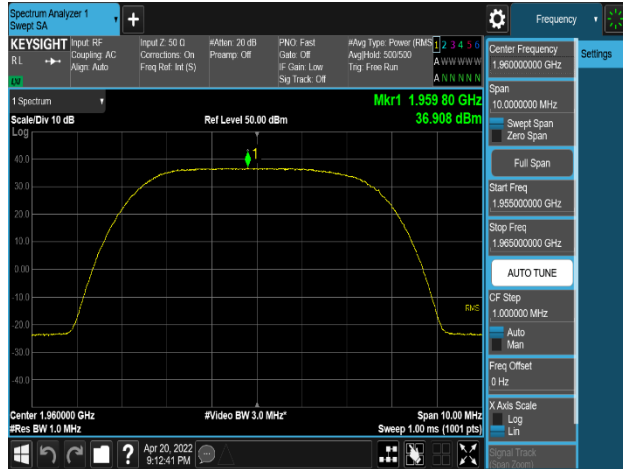 Spectrum Analyzer 1
Swept SA
+
Frequency
KEYSIGHT
RL
Input: RF
Coupling: AC
Align: Auto
Input Z: 50 Ω
Corrections: On
Freq Ref: Int (S)
#Atten: 20 dB
Preamp: Off
PNO: Fast
Gate: Off
IF Gain: Low
Sig Track: Off
#Avg Type: Power (RMS
Avg|Hold: 500/500
Trig: Free Run
1 2 3 4 5 6
A W W W W W
A N N N N N
LW
1 Spectrum
Scale/Div 10 dB
Log
Ref Level 50.00 dBm
Mkr1 1.959 80 GHz
36.908 dBm
1
40.0
30.0
20.0
10.0
0.00
-10.0
-20.0
-30.0
-40.0
RMS
Center 1.960000 GHz
#Res BW 1.0 MHz
#Video BW 3.0 MHz*
Span 10.00 MHz
Sweep 1.00 ms (1001 pts)
?
Apr 20, 2022
9:12:41 PM
Center Frequency
1.960000000 GHz
Span
10.0000000 MHz
Swept Span
Zero Span
Full Span
Start Freq
1.955000000 GHz
Stop Freq
1.965000000 GHz
AUTO TUNE
CF Step
1.000000 MHz
Auto
Man
Freq Offset
0 Hz
X Axis Scale
Log
Lin
Signal Track
(Span Zoom)
Settings